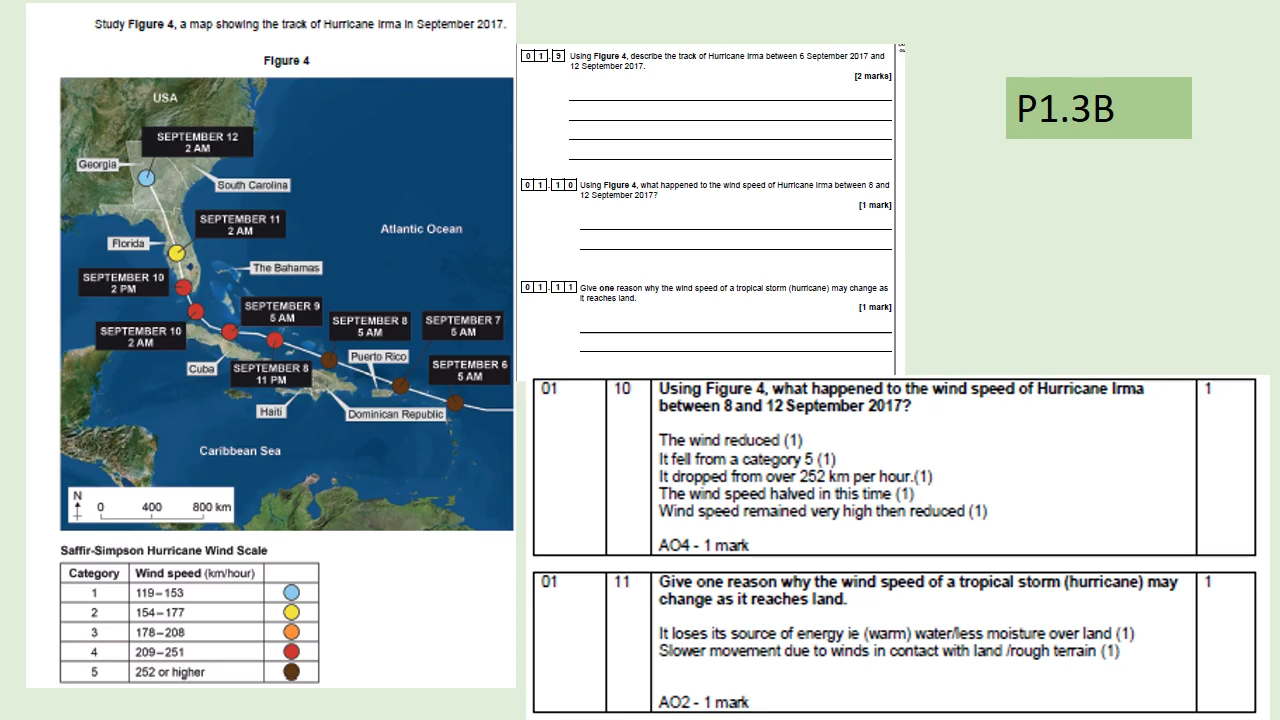 Study Figure 4, a map showing the track of Hurricane Irma in September 2017.
Figure 4
USA
SEPTEMBER 12
2 AM
Georgia
South Carolina
SEPTEMBER 11
2 AM
Florida
Atlantic Ocean
The Bahamas
SEPTEMBER 10
2 PM
SEPTEMBER 9
5 AM
SEPTEMBER 8
5 AM
SEPTEMBER 7
5 AM
SEPTEMBER 10
2 AM
Puerto Rico
Cuba
SEPTEMBER 8
11 PM
SEPTEMBER 6
5 AM
Haiti
Dominican Republic
Caribbean Sea
N
0 400 800 km
Saffir-Simpson Hurricane Wind Scale
Category Wind speed (km/hour)
1 119–153
2 154–177
3 178–208
4 209–251
5 252 or higher
0 1 . 9 Using Figure 4, describe the track of Hurricane Irma between 6 September 2017 and
12 September 2017.
[2 marks]
0 1 . 1 0 Using Figure 4, what happened to the wind speed of Hurricane Irma between 8 and
12 September 2017?
[1 mark]
0 1 . 1 1 Give one reason why the wind speed of a tropical storm (hurricane) may change as
it reaches land.
[1 mark]
P1.3B
01 10 Using Figure 4, what happened to the wind speed of Hurricane Irma 1
between 8 and 12 September 2017?
The wind reduced (1)
It fell from a category 5 (1)
It dropped from over 252 km per hour.(1)
The wind speed halved in this time (1)
Wind speed remained very high then reduced (1)
AO4 - 1 mark
01 11 Give one reason why the wind speed of a tropical storm (hurricane) may 1
change as it reaches land.
It loses its source of energy ie (warm) water/less moisture over land (1)
Slower movement due to winds in contact with land /rough terrain (1)
AO2 - 1 mark